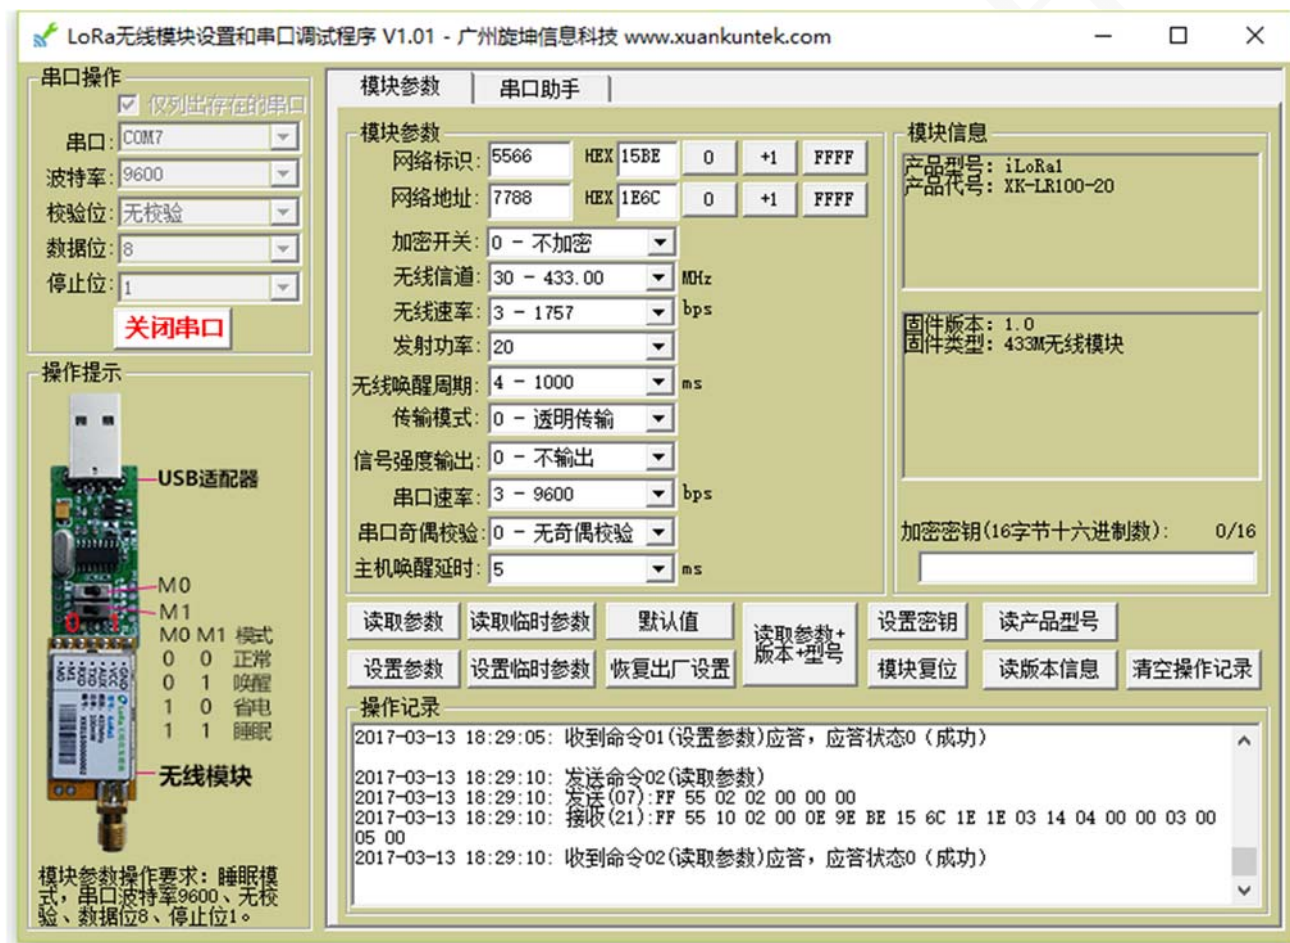 LoRa无线模块设置和串口调试程序 V1.01 - 广州旋坤信息科技 www.xuankuntek.com
串口操作
仅列出存在的串口
串口: COM7
波特率: 9600
校验位: 无校验
数据位: 8
停止位: 1
关闭串口
操作提示
USB适配器
M0
M1
0 1
M0 M1 模式
0 0 正常
0 1 唤醒
1 0 省电
1 1 睡眠
无线模块
模块参数操作要求：睡眠模
式，串口波特率9600、无校
验、数据位8、停止位1。
模块参数 串口助手
模块参数
网络标识: 5566 HEX 15BE 0 +1 FFFF
网络地址: 7788 HEX 1E6C 0 +1 FFFF
加密开关: 0 - 不加密
无线信道: 30 - 433.00 MHz
无线速率: 3 - 1757 bps
发射功率: 20
无线唤醒周期: 4 - 1000 ms
传输模式: 0 - 透明传输
信号强度输出: 0 - 不输出
串口速率: 3 - 9600 bps
串口奇偶校验: 0 - 无奇偶校验
主机唤醒延时: 5 ms
模块信息
产品型号: iLoRa1
产品代号: XK-LR100-20
固件版本: 1.0
固件类型: 433M无线模块
加密密钥(16字节十六进制数): 0/16
读取参数 读取临时参数 默认值 读取参数+
版本+型号 设置密钥 读产品型号
设置参数 设置临时参数 恢复出厂设置 模块复位 读版本信息 清空操作记录
操作记录
2017-03-13 18:29:05: 收到命令01(设置参数)应答，应答状态0（成功）
2017-03-13 18:29:10: 发送命令02(读取参数)
2017-03-13 18:29:10: 发送(07):FF 55 02 02 00 00 00
2017-03-13 18:29:10: 接收(21):FF 55 10 02 00 0E 9E BE 15 6C 1E 1E 03 14 04 00 00 03 00
05 00
2017-03-13 18:29:10: 收到命令02(读取参数)应答，应答状态0（成功）